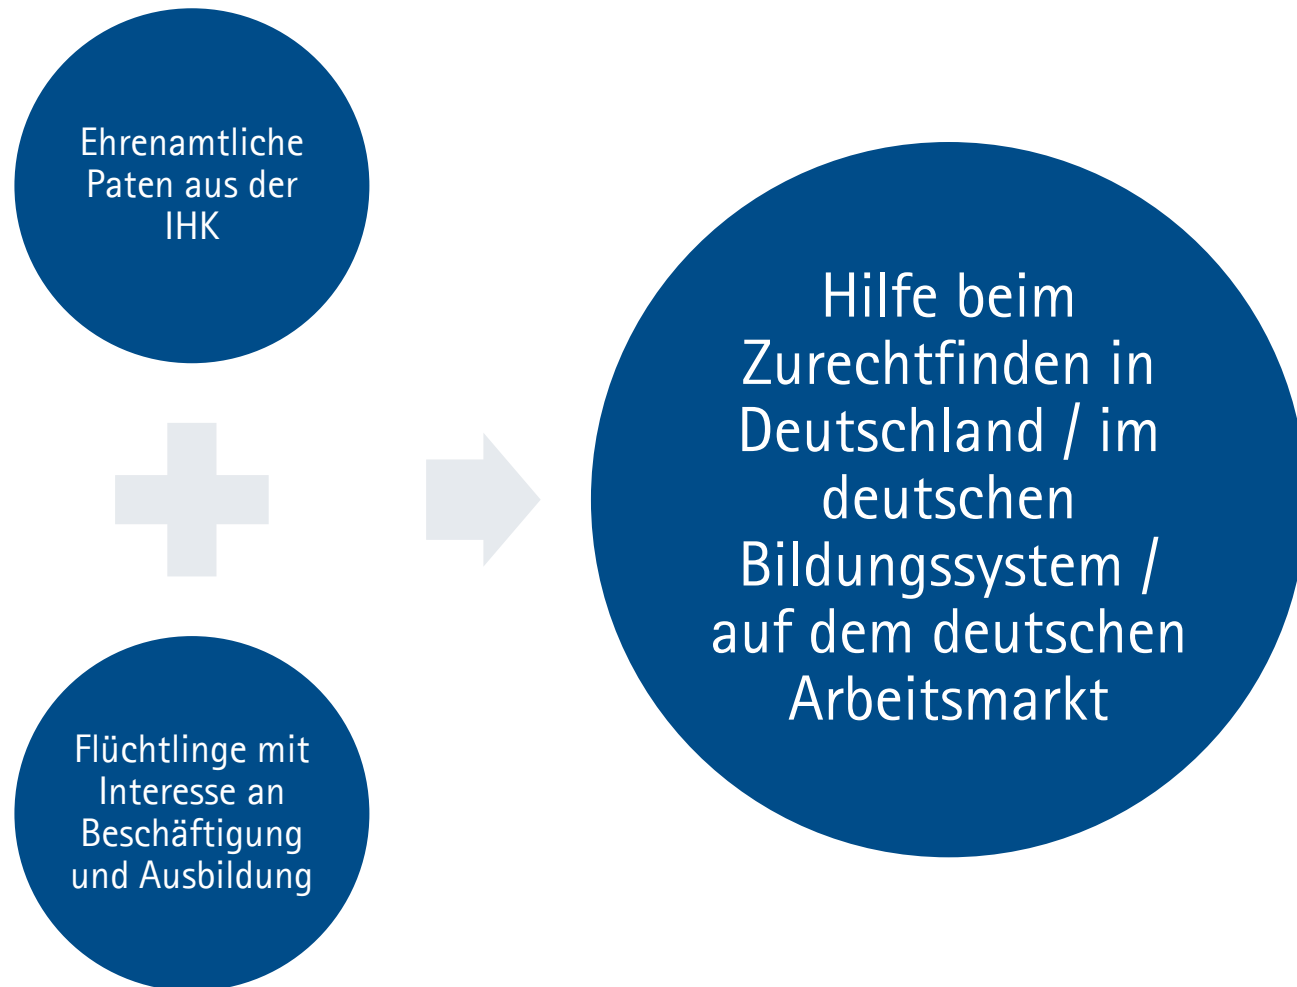 Ehrenamtliche
Paten aus der
IHK
Flüchtlinge mit
Interesse an
Beschäftigung
und Ausbildung
Hilfe beim
Zurechtfinden in
Deutschland / im
deutschen
Bildungssystem /
auf dem deutschen
Arbeitsmarkt